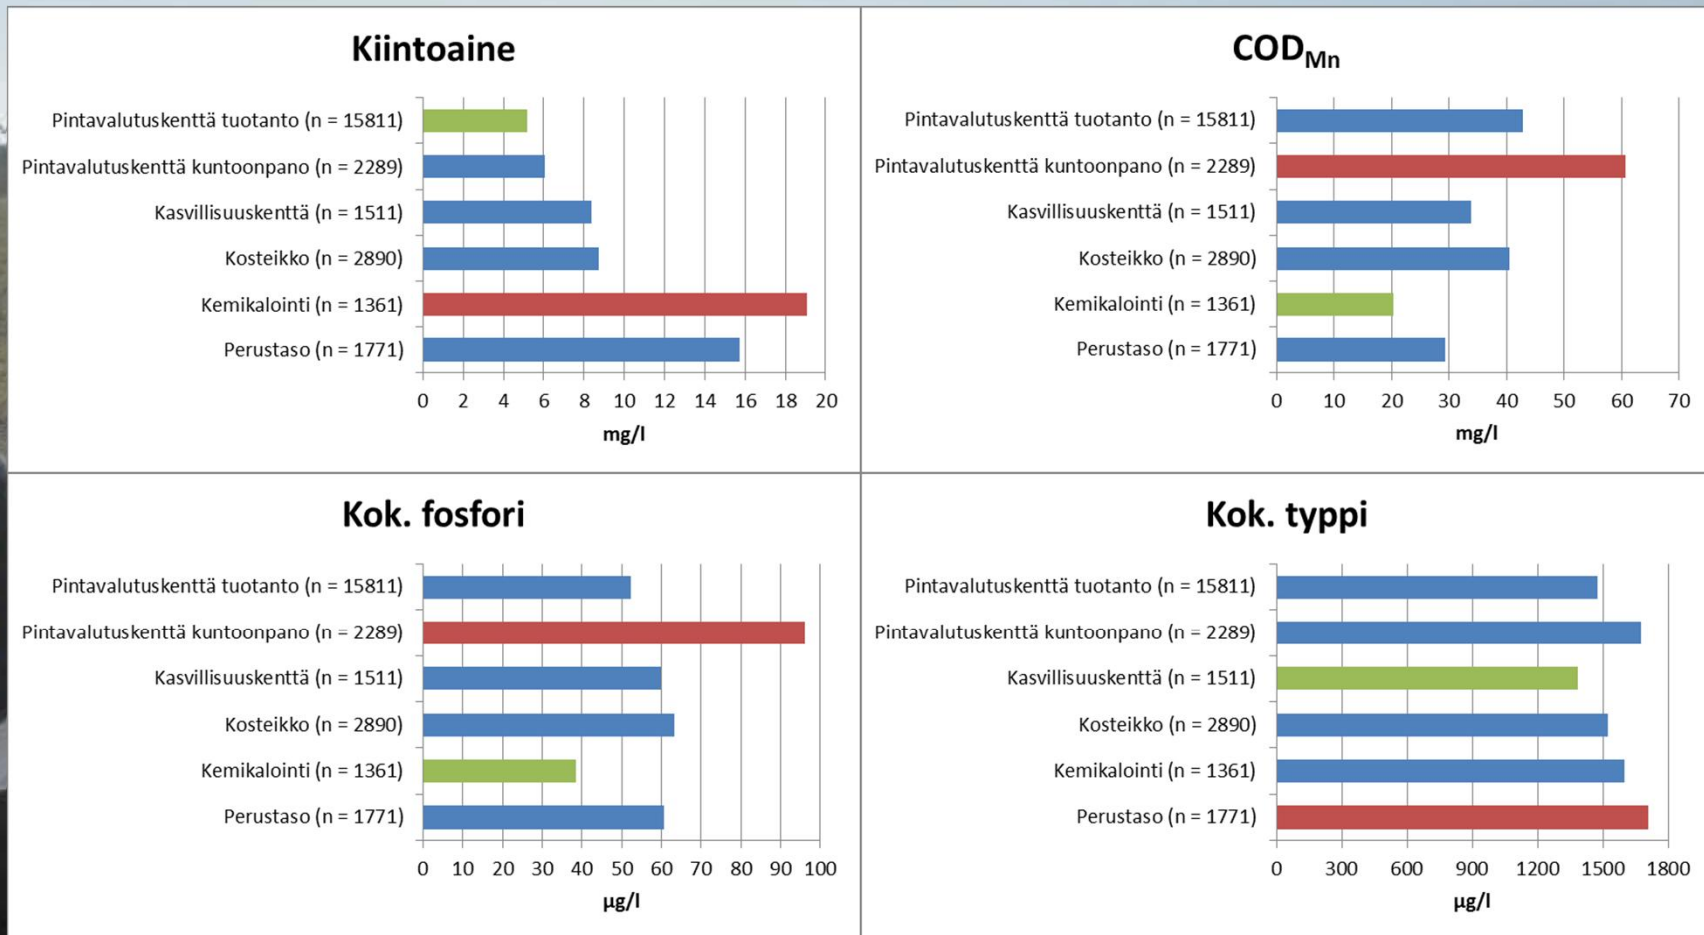 Kiintoaine
Pintavalutuskenttä tuotanto (n = 15811)
Pintavalutuskenttä kuntoonpano (n = 2289)
Kasvillisuuskenttä (n = 1511)
Kosteikko (n = 2890)
Kemikalointi (n = 1361)
Perustaso (n = 1771)
0 2 4 6 8 10 12 14 16 18 20
mg/l
COD_Mn
Pintavalutuskenttä tuotanto (n = 15811)
Pintavalutuskenttä kuntoonpano (n = 2289)
Kasvillisuuskenttä (n = 1511)
Kosteikko (n = 2890)
Kemikalointi (n = 1361)
Perustaso (n = 1771)
0 10 20 30 40 50 60 70
mg/l
Kok. fosfori
Pintavalutuskenttä tuotanto (n = 15811)
Pintavalutuskenttä kuntoonpano (n = 2289)
Kasvillisuuskenttä (n = 1511)
Kosteikko (n = 2890)
Kemikalointi (n = 1361)
Perustaso (n = 1771)
0 10 20 30 40 50 60 70 80 90 100
µg/l
Kok. typpi
Pintavalutuskenttä tuotanto (n = 15811)
Pintavalutuskenttä kuntoonpano (n = 2289)
Kasvillisuuskenttä (n = 1511)
Kosteikko (n = 2890)
Kemikalointi (n = 1361)
Perustaso (n = 1771)
0 300 600 900 1200 1500 1800
µg/l